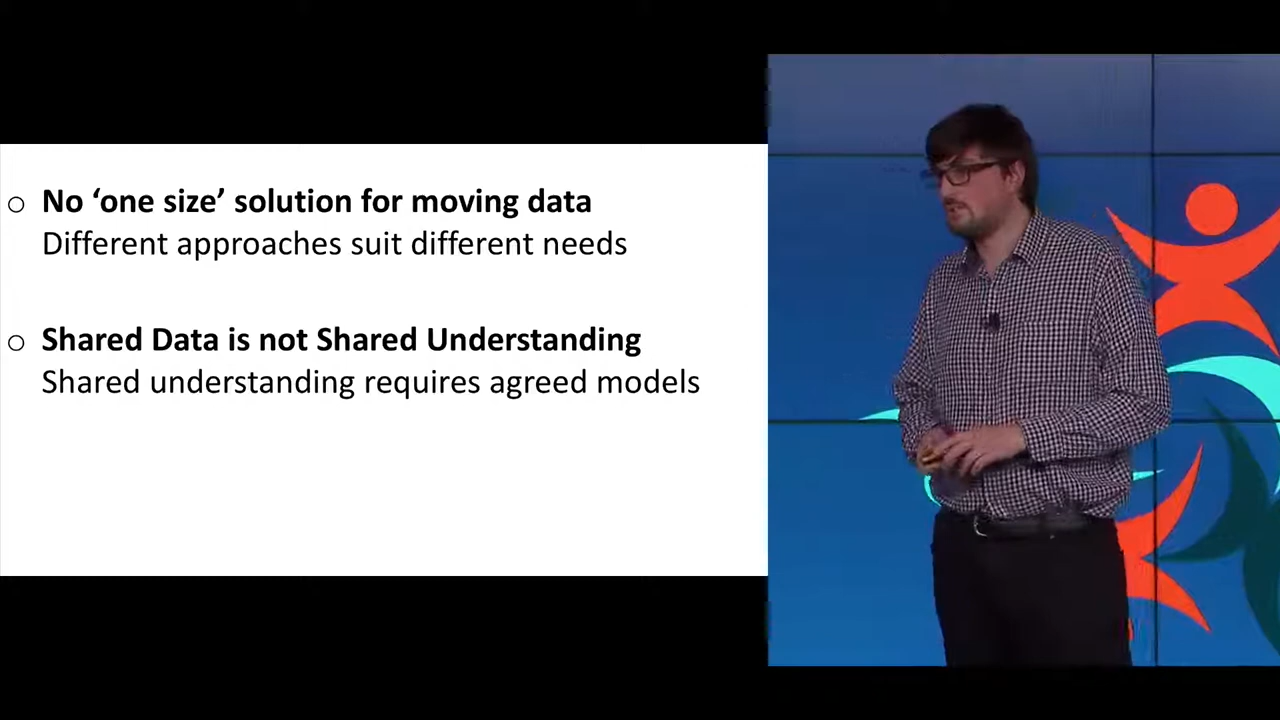 ○ No ‘one size’ solution for moving data
Different approaches suit different needs
○ Shared Data is not Shared Understanding
Shared understanding requires agreed models